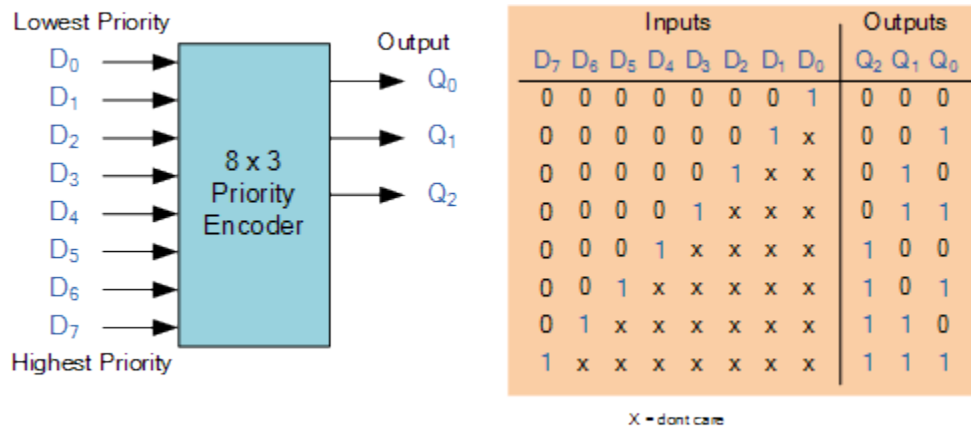 Lowest Priority
D₀
D₁
D₂
D₃
D₄
D₅
D₆
D₇
Highest Priority
8 x 3
Priority
Encoder
Output
Q₀
Q₁
Q₂
Inputs Outputs
D₇ D₆ D₅ D₄ D₃ D₂ D₁ D₀ Q₂ Q₁ Q₀
0 0 0 0 0 0 0 1 0 0 0
0 0 0 0 0 0 1 x 0 0 1
0 0 0 0 0 1 x x 0 1 0
0 0 0 0 1 x x x 0 1 1
0 0 0 1 x x x x 1 0 0
0 0 1 x x x x x 1 0 1
0 1 x x x x x x 1 1 0
1 x x x x x x x 1 1 1
X = dont care